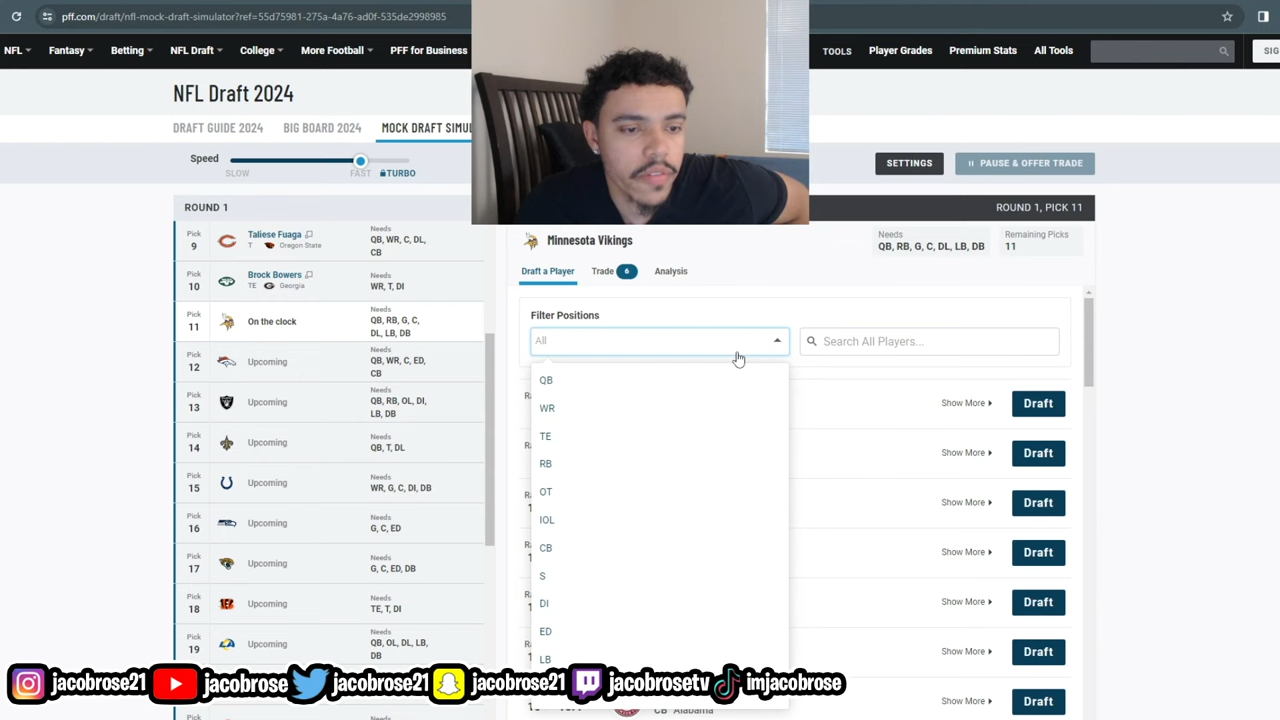 pff.com/draft/nfl-mock-draft-simulator?ref=55d75981-275a-4a76-ad0f-535de2998985
NFL Fantasy Betting NFL Draft College More Football PFF for Business TOOLS Player Grades Premium Stats All Tools SIG
NFL Draft 2024
DRAFT GUIDE 2024 BIG BOARD 2024 MOCK DRAFT SIMU
Speed
SLOW FAST TURBO
SETTINGS PAUSE & OFFER TRADE
ROUND 1
Pick 9 Taliese Fuaga T Oregon State Needs QB, WR, C, DL, CB
Pick 10 Brock Bowers TE Georgia Needs WR, T, DI
Pick 11 On the clock Needs QB, RB, G, C, DL, LB, DB
Pick 12 Upcoming Needs QB, WR, C, ED, CB
Pick 13 Upcoming Needs QB, RB, OL, DI, LB, DB
Pick 14 Upcoming Needs QB, T, DL
Pick 15 Upcoming Needs WR, G, C, DI, DB
Pick 16 Upcoming Needs G, C, ED
Pick 17 Upcoming Needs G, C, ED, DB
Pick 18 Upcoming Needs TE, T, DI
Pick 19 Upcoming Needs QB, OL, DL, LB, DB
ROUND 1, PICK 11
Minnesota Vikings
Needs
QB, RB, G, C, DL, LB, DB
Remaining Picks
11
Draft a Player Trade 6 Analysis
Filter Positions
All
Search All Players...
QB
WR
TE
RB
OT
IOL
CB
S
DI
ED
LB
Show More Draft
Show More Draft
Show More Draft
Show More Draft
Show More Draft
Show More Draft
CB Alabama Draft
jacobrose21 jacobrose jacobrose21 jacobrose21 jacobrosetv imjacobrose